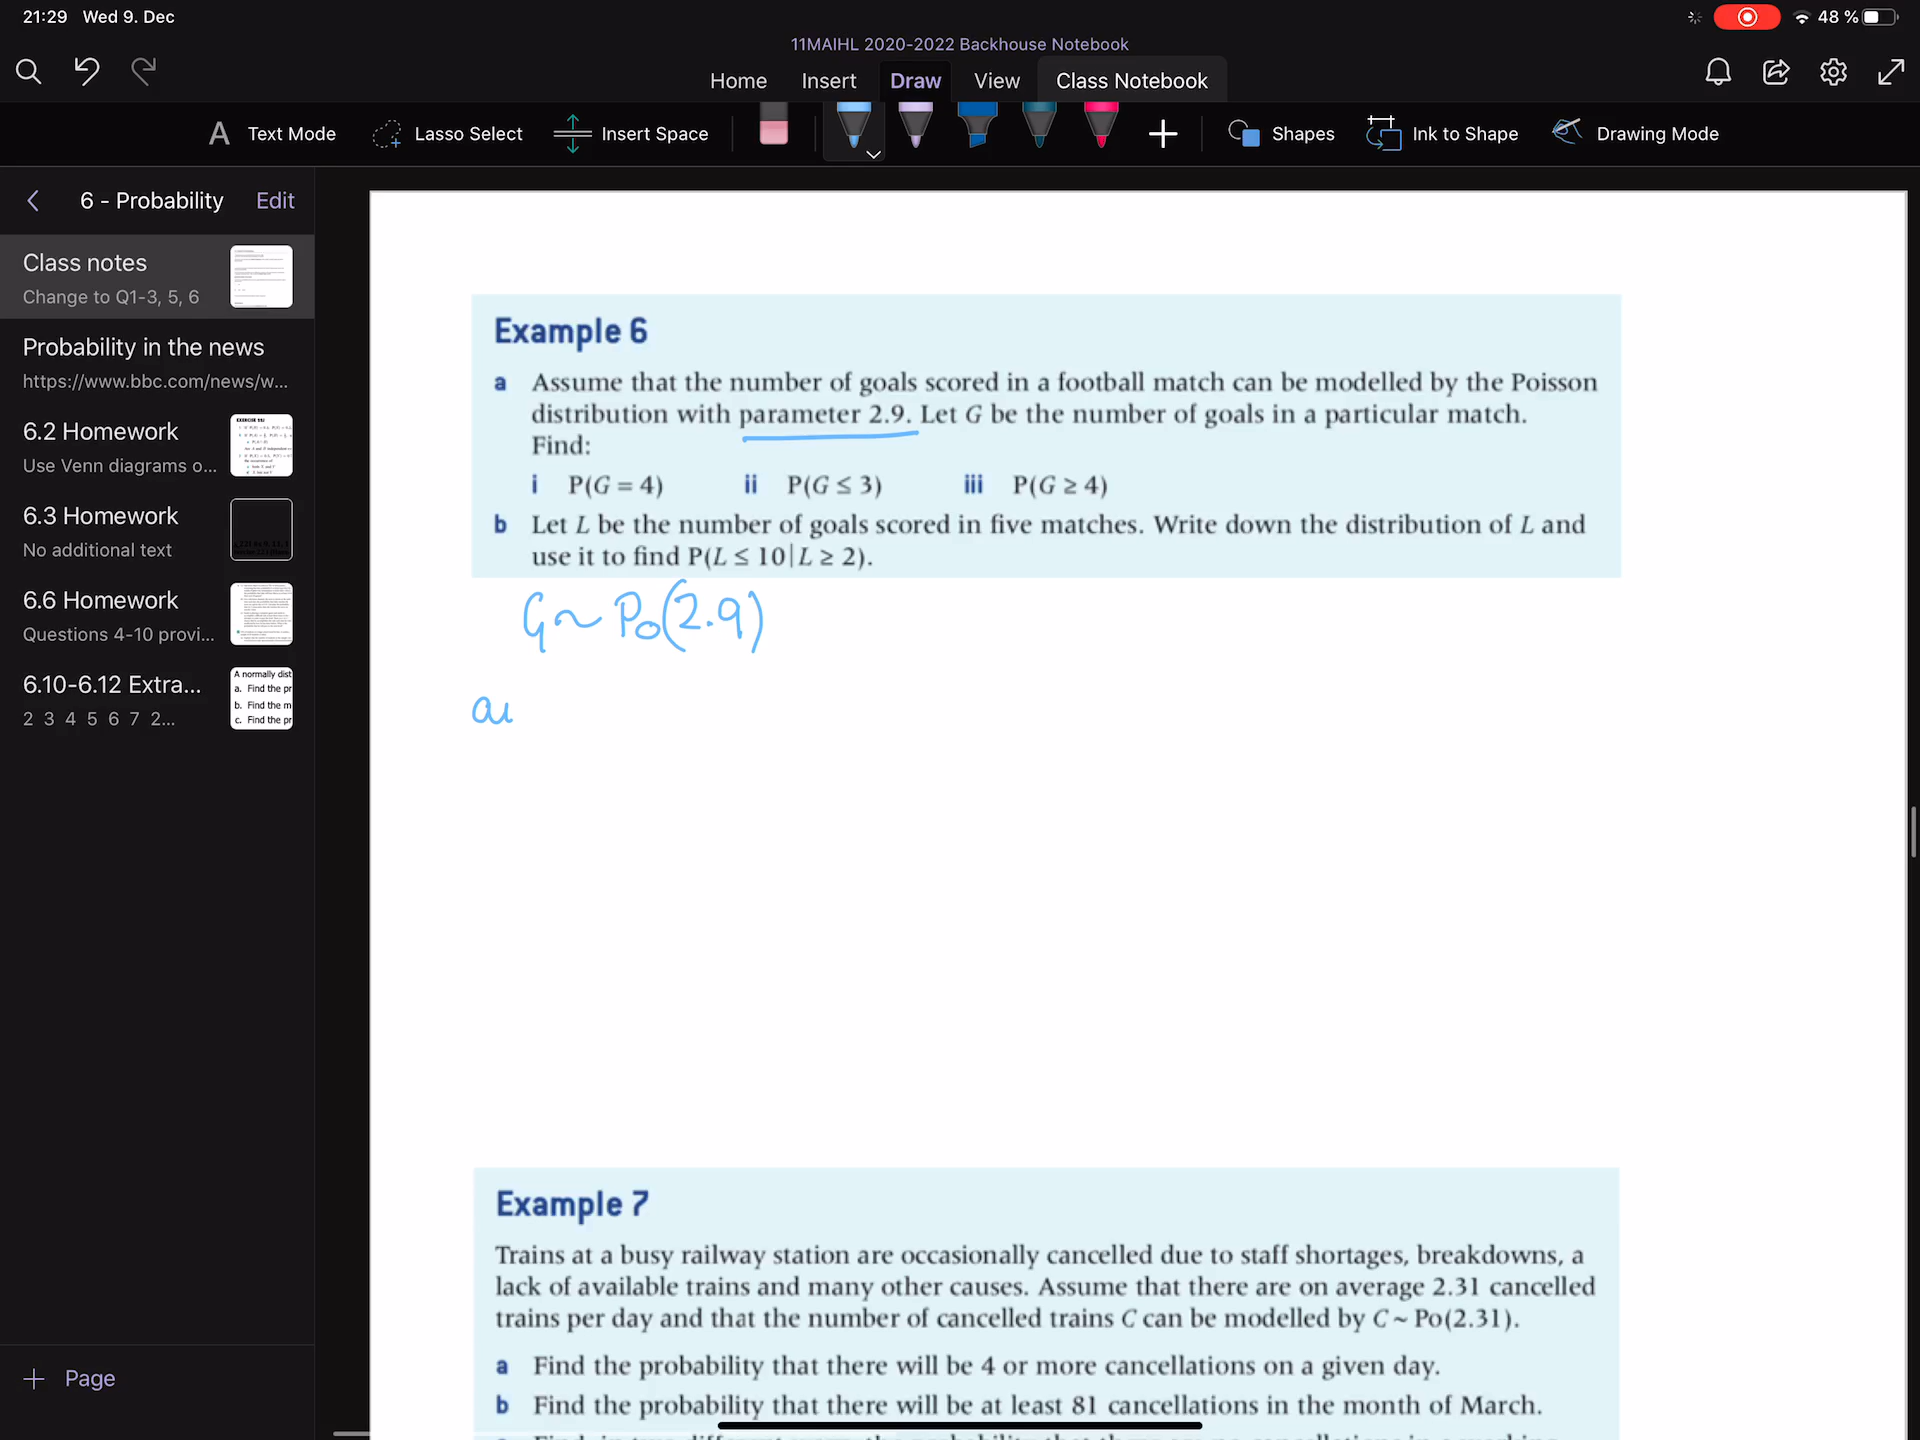 21:29 Wed 9. Dec
48 %
11MAIHL 2020-2022 Backhouse Notebook
Home Insert Draw View Class Notebook
Text Mode Lasso Select Insert Space Shapes Ink to Shape Drawing Mode
6 - Probability Edit
Class notes
Change to Q1-3, 5, 6
Probability in the news
https://www.bbc.com/news/w...
6.2 Homework
Use Venn diagrams o...
6.3 Homework
No additional text
6.6 Homework
Questions 4-10 provi...
6.10-6.12 Extra...
2 3 4 5 6 7 2...
A normally dist
a. Find the pr
b. Find the m
c. Find the pr
Page
Example 6
a Assume that the number of goals scored in a football match can be modelled by the Poisson
distribution with parameter 2.9. Let G be the number of goals in a particular match.
Find:
i P(G = 4) ii P(G ≤ 3) iii P(G ≥ 4)
b Let L be the number of goals scored in five matches. Write down the distribution of L and
use it to find P(L ≤ 10|L ≥ 2).
G ~ Po(2.9)
Example 7
Trains at a busy railway station are occasionally cancelled due to staff shortages, breakdowns, a
lack of available trains and many other causes. Assume that there are on average 2.31 cancelled
trains per day and that the number of cancelled trains C can be modelled by C ~ Po(2.31).
a Find the probability that there will be 4 or more cancellations on a given day.
b Find the probability that there will be at least 81 cancellations in the month of March.